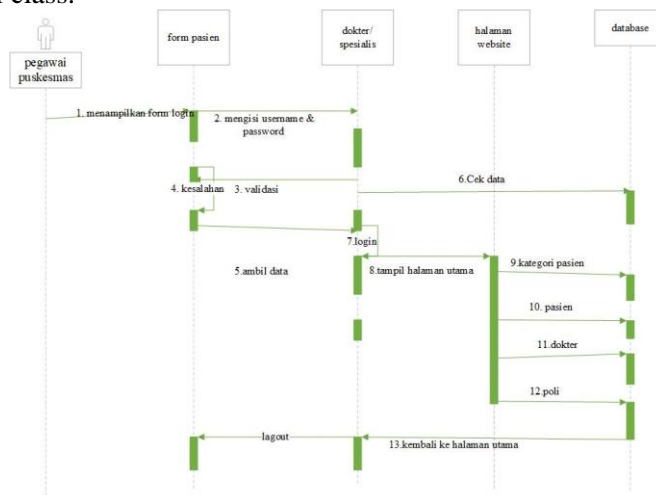 class.
pegawai
puskesmas
form pasien
dokter/
spesialis
halaman
website
database
1. menampilkan form login
2. mengisi username &
password
3. validasi
4. kesalahan
5.ambil data
6.Cek data
7.login
8.tampil halaman utama
9.kategori pasien
10. pasien
11.dokter
12.poli
13.kembali ke halaman utama
lagout